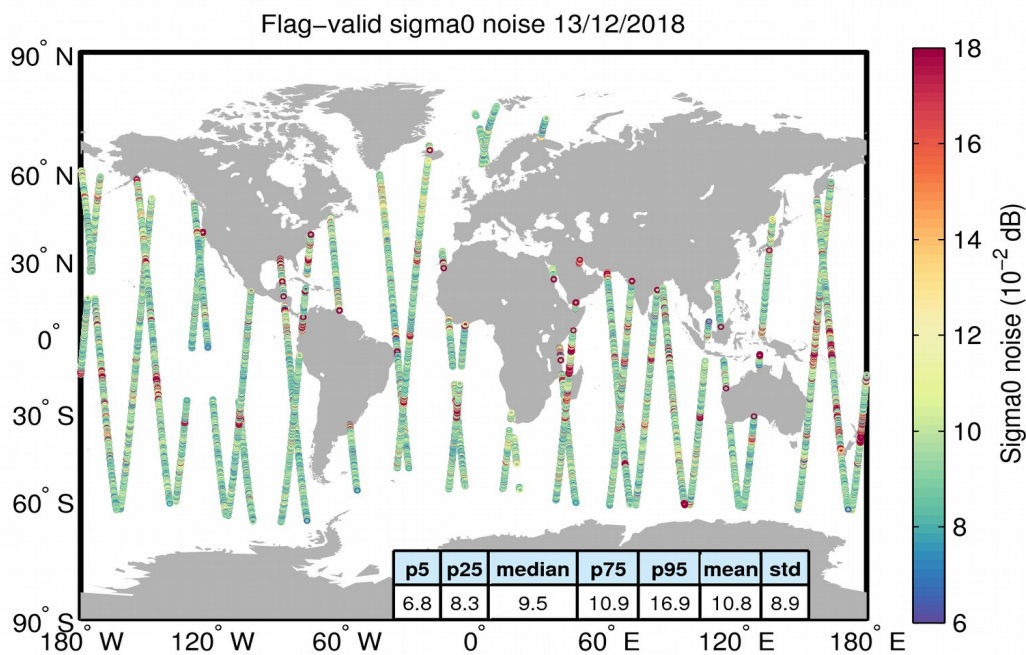 Flag−valid sigma0 noise 13/12/2018
90° N
60° N
30° N
0°
30° S
60° S
90° S
180° W
120° W
60° W
0°
60° E
120° E
180° E
p5 p25 median p75 p95 mean std
6.8 8.3 9.5 10.9 16.9 10.8 8.9
18
16
14
12
10
8
6
Sigma0 noise (10⁻² dB)